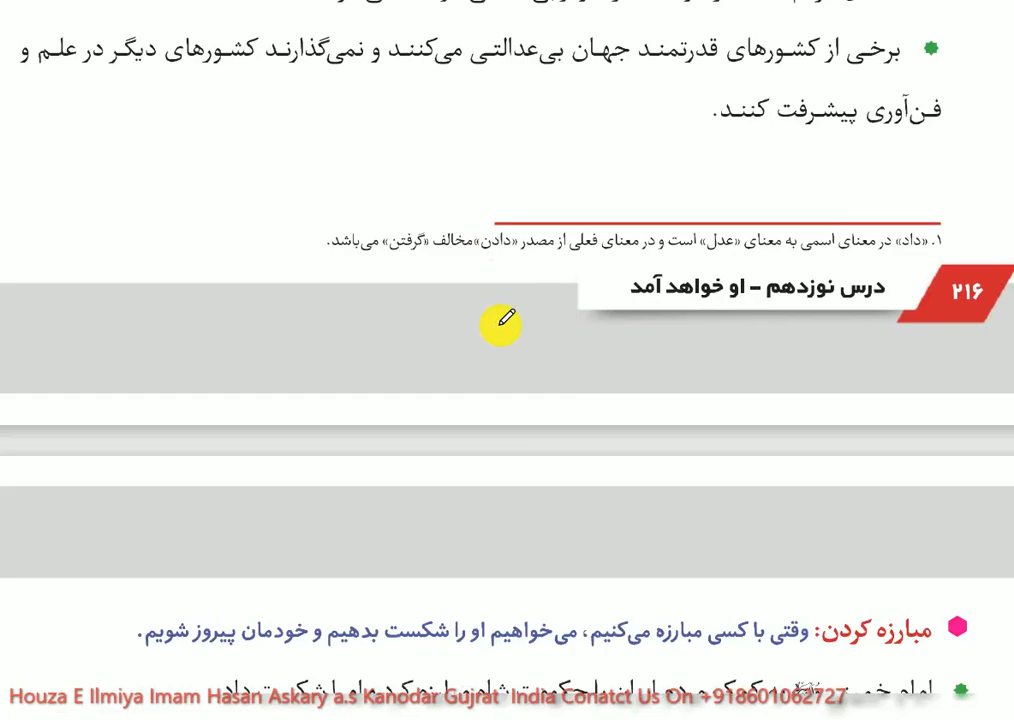 برخی از کشورهای قدرتمند جهان بی‌عدالتی می‌کنند و نمی‌گذارند کشورهای دیگر در علم و
فن‌آوری پیشرفت کنند.
۱. «داد» در معنای اسمی به معنای «عدل» است و در معنای فعلی از مصدر «دادن»مخالف «گرفتن» می‌باشد.
درس نوزدهم – او خواهد آمد
۲۱۶
مبارزه کردن: وقتی با کسی مبارزه می‌کنیم، می‌خواهیم او را شکست بدهیم و خودمان پیروز شویم.
Houza E Ilmiya Imam Hasan Askary a.s Kanodar Gujrat India Conatct Us On +918601062727